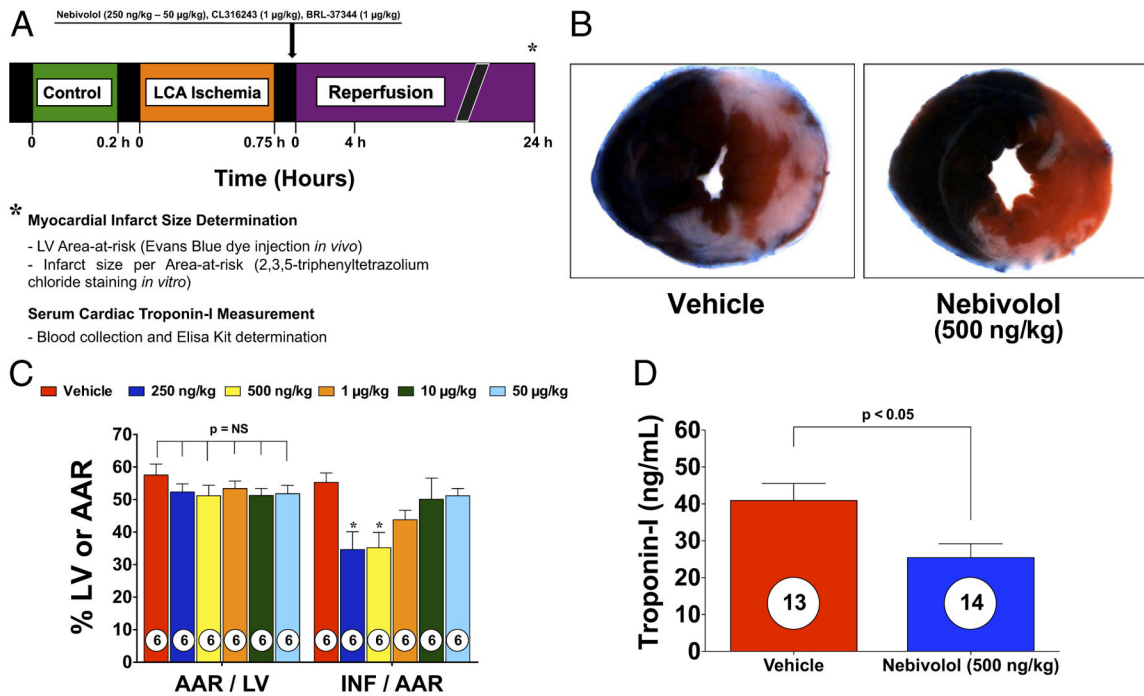 A
Nebivolol (250 ng/kg – 50 µg/kg), CL316243 (1 µg/kg), BRL-37344 (1 µg/kg)
*
Control
LCA Ischemia
Reperfusion
0
0.2 h
0
0.75 h
0
4 h
24 h
Time (Hours)
* Myocardial Infarct Size Determination
- LV Area-at-risk (Evans Blue dye injection in vivo)
- Infarct size per Area-at-risk (2,3,5-triphenyltetrazolium
chloride staining in vitro)
Serum Cardiac Troponin-I Measurement
- Blood collection and Elisa Kit determination
B
Vehicle
Nebivolol
(500 ng/kg)
C
Vehicle
250 ng/kg
500 ng/kg
1 µg/kg
10 µg/kg
50 µg/kg
% LV or AAR
70
60
50
40
30
20
10
0
p = NS
* *
6 6 6 6 6 6 6 6 6 6 6 6
AAR / LV
INF / AAR
D
Troponin-I (ng/mL)
60
50
40
30
20
10
0
p < 0.05
13
14
Vehicle
Nebivolol (500 ng/kg)